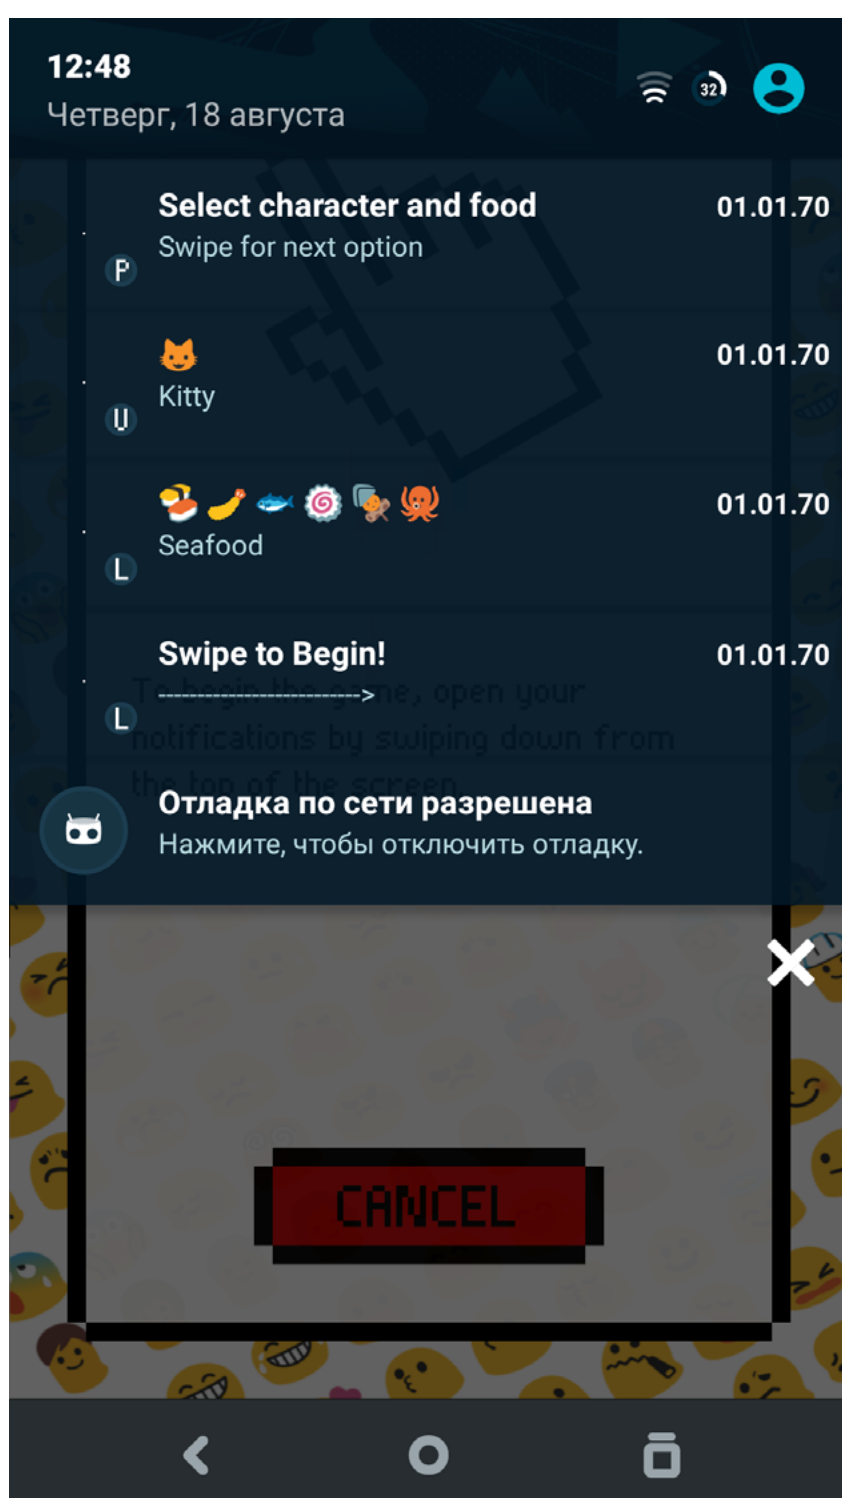 12:48
Четверг, 18 августа
32
Select character and food
01.01.70
Swipe for next option
P
😺
01.01.70
Kitty
U
🍣🍤🐟🍥🍢🐙
01.01.70
Seafood
L
Swipe to Begin!
01.01.70
---------------------->
To begin the game, open your
L
notifications by swiping down from
the top of the screen.
Отладка по сети разрешена
Нажмите, чтобы отключить отладку.
CANCEL